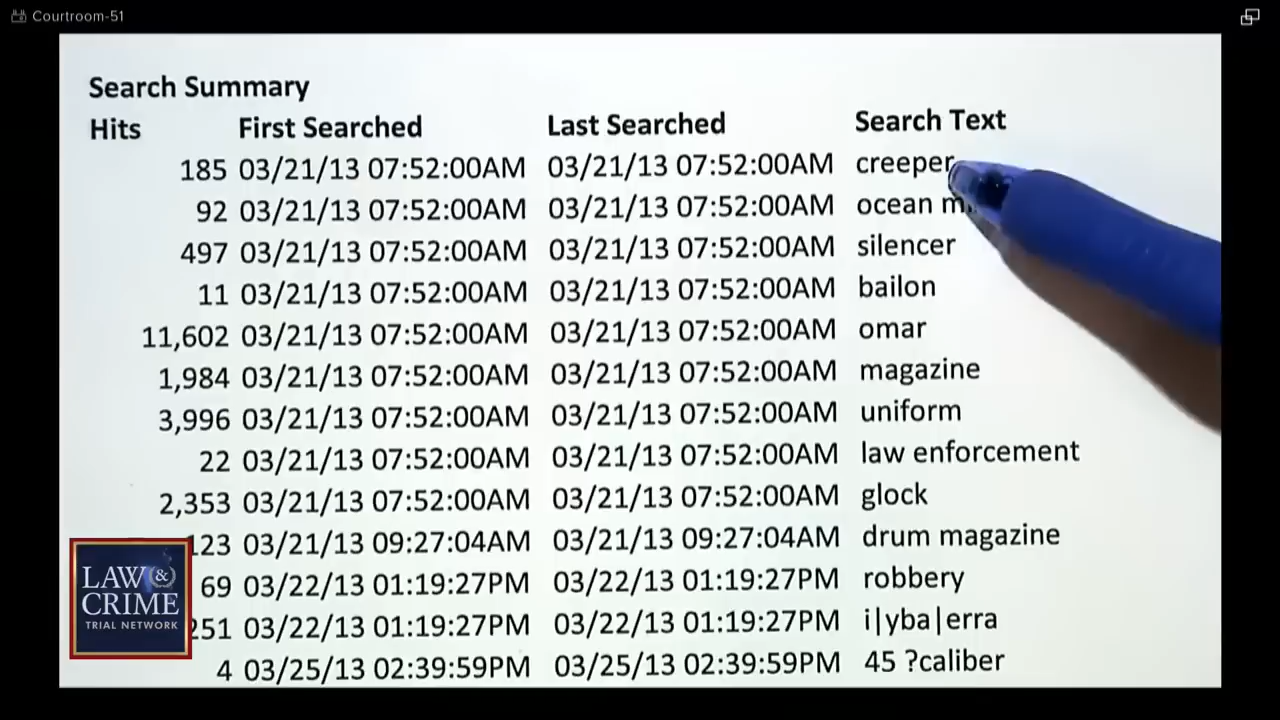 Courtroom-51
Search Summary
Hits First Searched Last Searched Search Text
185 03/21/13 07:52:00AM 03/21/13 07:52:00AM creeper
92 03/21/13 07:52:00AM 03/21/13 07:52:00AM ocean
497 03/21/13 07:52:00AM 03/21/13 07:52:00AM silencer
11 03/21/13 07:52:00AM 03/21/13 07:52:00AM bailon
11,602 03/21/13 07:52:00AM 03/21/13 07:52:00AM omar
1,984 03/21/13 07:52:00AM 03/21/13 07:52:00AM magazine
3,996 03/21/13 07:52:00AM 03/21/13 07:52:00AM uniform
22 03/21/13 07:52:00AM 03/21/13 07:52:00AM law enforcement
2,353 03/21/13 07:52:00AM 03/21/13 07:52:00AM glock
123 03/21/13 09:27:04AM 03/21/13 09:27:04AM drum magazine
69 03/22/13 01:19:27PM 03/22/13 01:19:27PM robbery
251 03/22/13 01:19:27PM 03/22/13 01:19:27PM i|yba|erra
4 03/25/13 02:39:59PM 03/25/13 02:39:59PM 45 ?caliber
LAW &
CRIME
TRIAL NETWORK